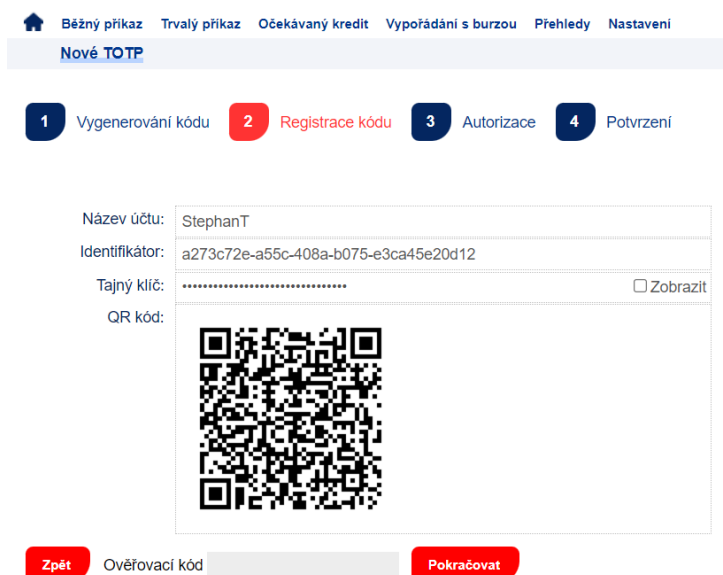 Běžný příkaz Trvalý příkaz Očekávaný kredit Vypořádání s burzou Přehledy Nastavení
Nové TOTP
1 Vygenerování kódu 2 Registrace kódu 3 Autorizace 4 Potvrzení
Název účtu: StephanT
Identifikátor: a273c72e-a55c-408a-b075-e3ca45e20d12
Tajný klíč: •••••••••••••••••••••••••••••••• Zobrazit
QR kód:
Zpět Ověřovací kód Pokračovat